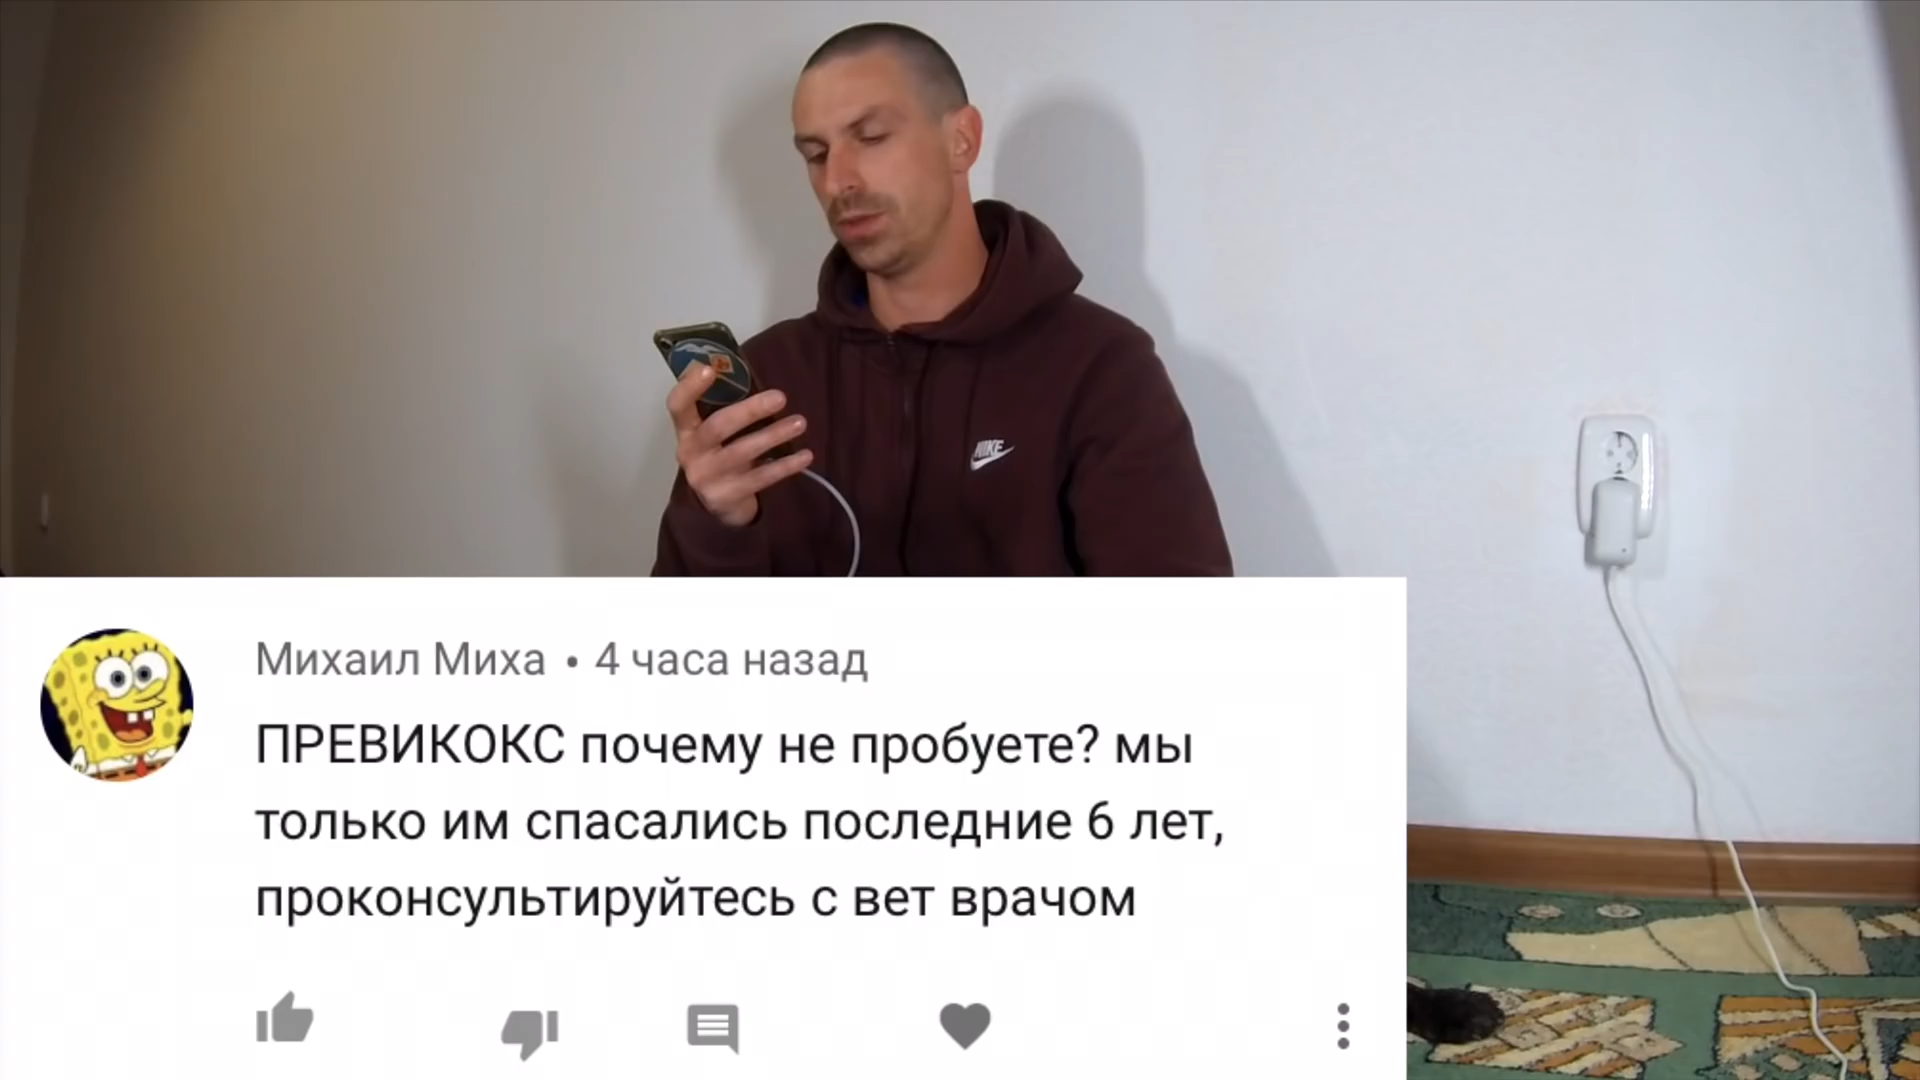 NIKE
Михаил Миха • 4 часа назад
ПРЕВИКОКС почему не пробуете? мы
только им спасались последние 6 лет,
проконсультируйтесь с вет врачом